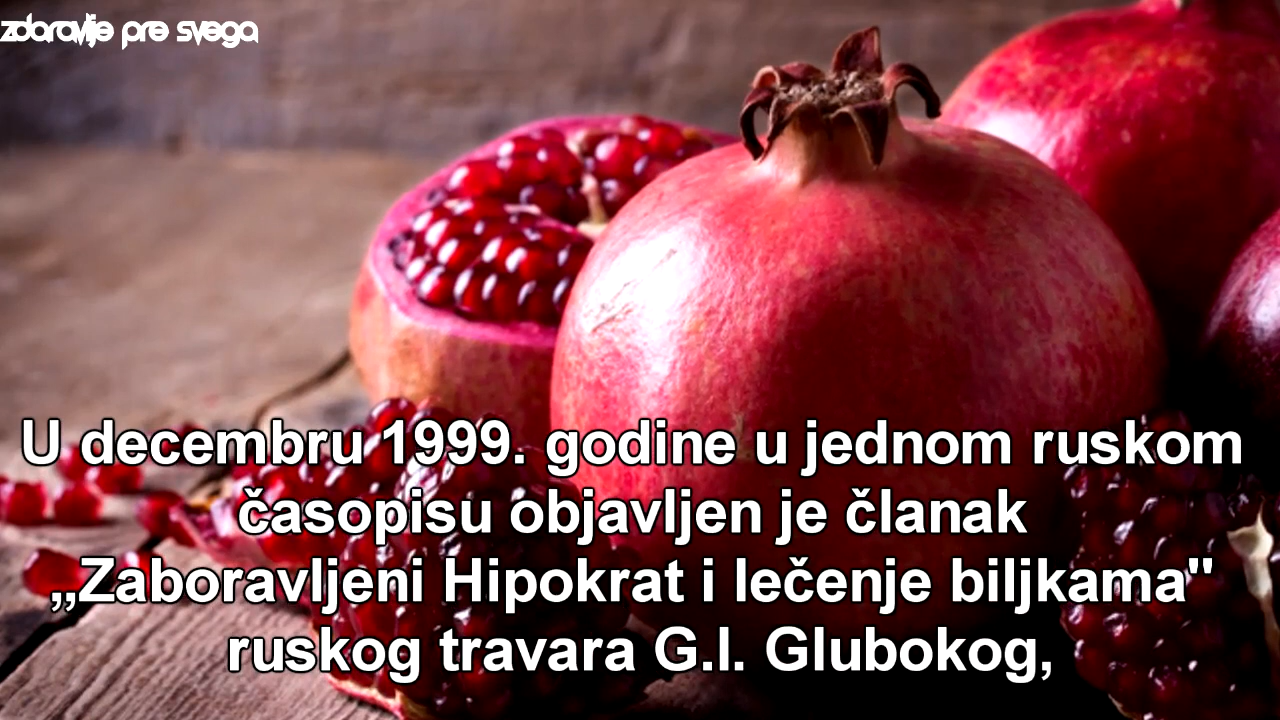 zdravlje pre svega
U decembru 1999. godine u jednom ruskom
časopisu objavljen je članak
,,Zaboravljeni Hipokrat i lečenje biljkama"
ruskog travara G.I. Glubokog,